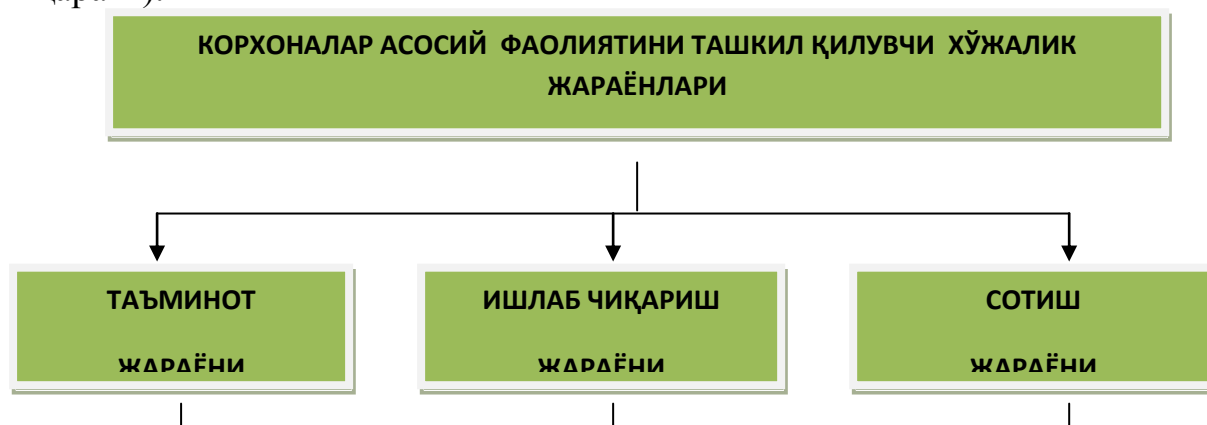 КОРХОНАЛАР АСОСИЙ ФАОЛИЯТИНИ ТАШКИЛ ҚИЛУВЧИ ХЎЖАЛИК
ЖАРАЁНЛАРИ
ТАЪМИНОТ
ЖАРАЁНИ
ИШЛАБ ЧИҚАРИШ
ЖАРАЁНИ
СОТИШ
ЖАРАЁНИ